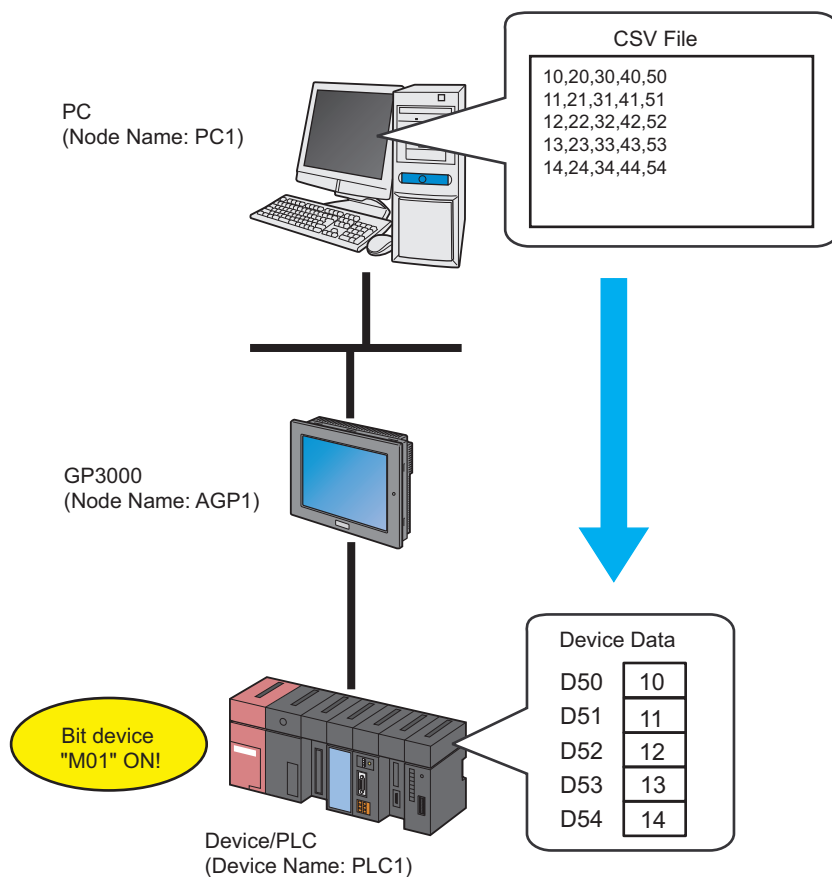 CSV File
10,20,30,40,50
11,21,31,41,51
12,22,32,42,52
13,23,33,43,53
14,24,34,44,54
PC
(Node Name: PC1)
GP3000
(Node Name: AGP1)
Device Data
D50 10
D51 11
D52 12
D53 13
D54 14
Bit device
"M01" ON!
Device/PLC
(Device Name: PLC1)